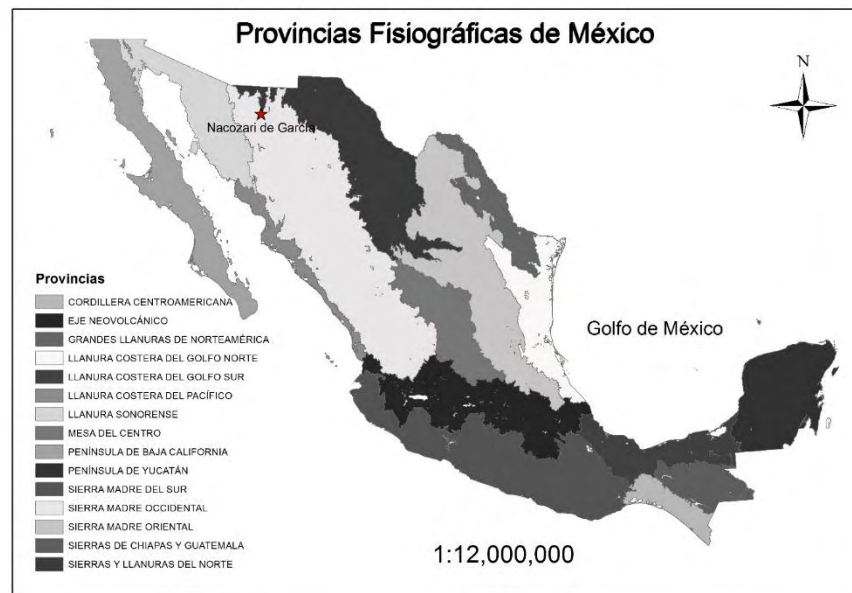 Provincias Fisiográficas de México
N
Nacozari de García
Provincias
CORDILLERA CENTROAMERICANA
EJE NEOVOLCÁNICO
GRANDES LLANURAS DE NORTEAMÉRICA
LLANURA COSTERA DEL GOLFO NORTE
LLANURA COSTERA DEL GOLFO SUR
LLANURA COSTERA DEL PACÍFICO
LLANURA SONORENSE
MESA DEL CENTRO
PENÍNSULA DE BAJA CALIFORNIA
PENÍNSULA DE YUCATÁN
SIERRA MADRE DEL SUR
SIERRA MADRE OCCIDENTAL
SIERRA MADRE ORIENTAL
SIERRAS DE CHIAPAS Y GUATEMALA
SIERRAS Y LLANURAS DEL NORTE
Golfo de México
1:12,000,000